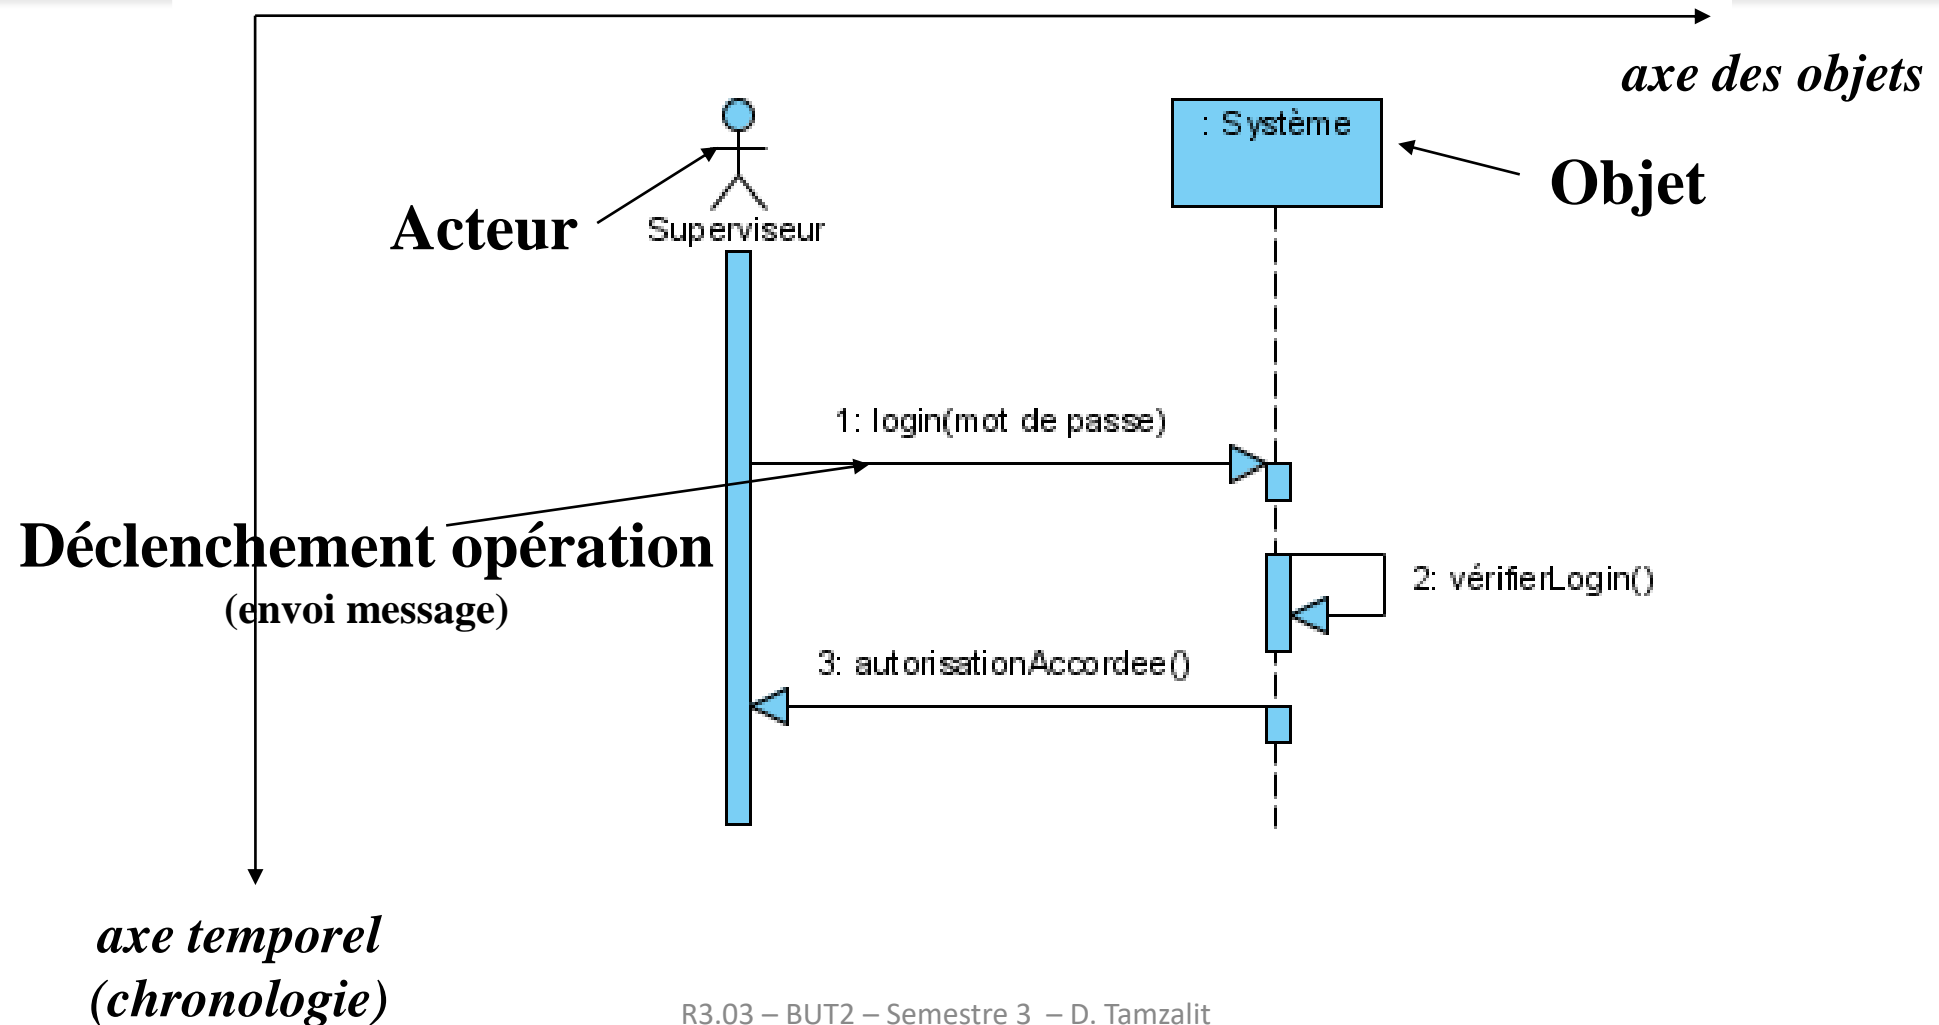 axe des objets
: Système
Objet
Acteur
Superviseur
1: login(mot de passe)
Déclenchement opération
(envoi message)
2: vérifierLogin()
3: autorisationAccordee()
axe temporel
(chronologie)
R3.03 – BUT2 – Semestre 3 – D. Tamzalit